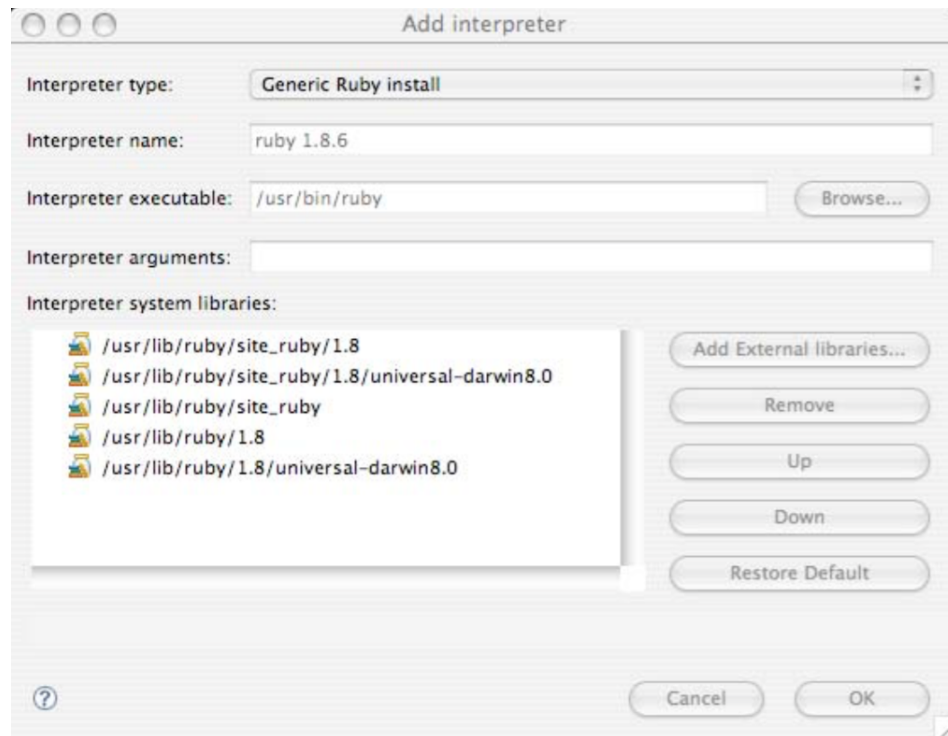 Add interpreter
Interpreter type: Generic Ruby install
Interpreter name: ruby 1.8.6
Interpreter executable: /usr/bin/ruby Browse...
Interpreter arguments:
Interpreter system libraries:
/usr/lib/ruby/site_ruby/1.8
/usr/lib/ruby/site_ruby/1.8/universal-darwin8.0
/usr/lib/ruby/site_ruby
/usr/lib/ruby/1.8
/usr/lib/ruby/1.8/universal-darwin8.0
Add External libraries...
Remove
Up
Down
Restore Default
? Cancel OK